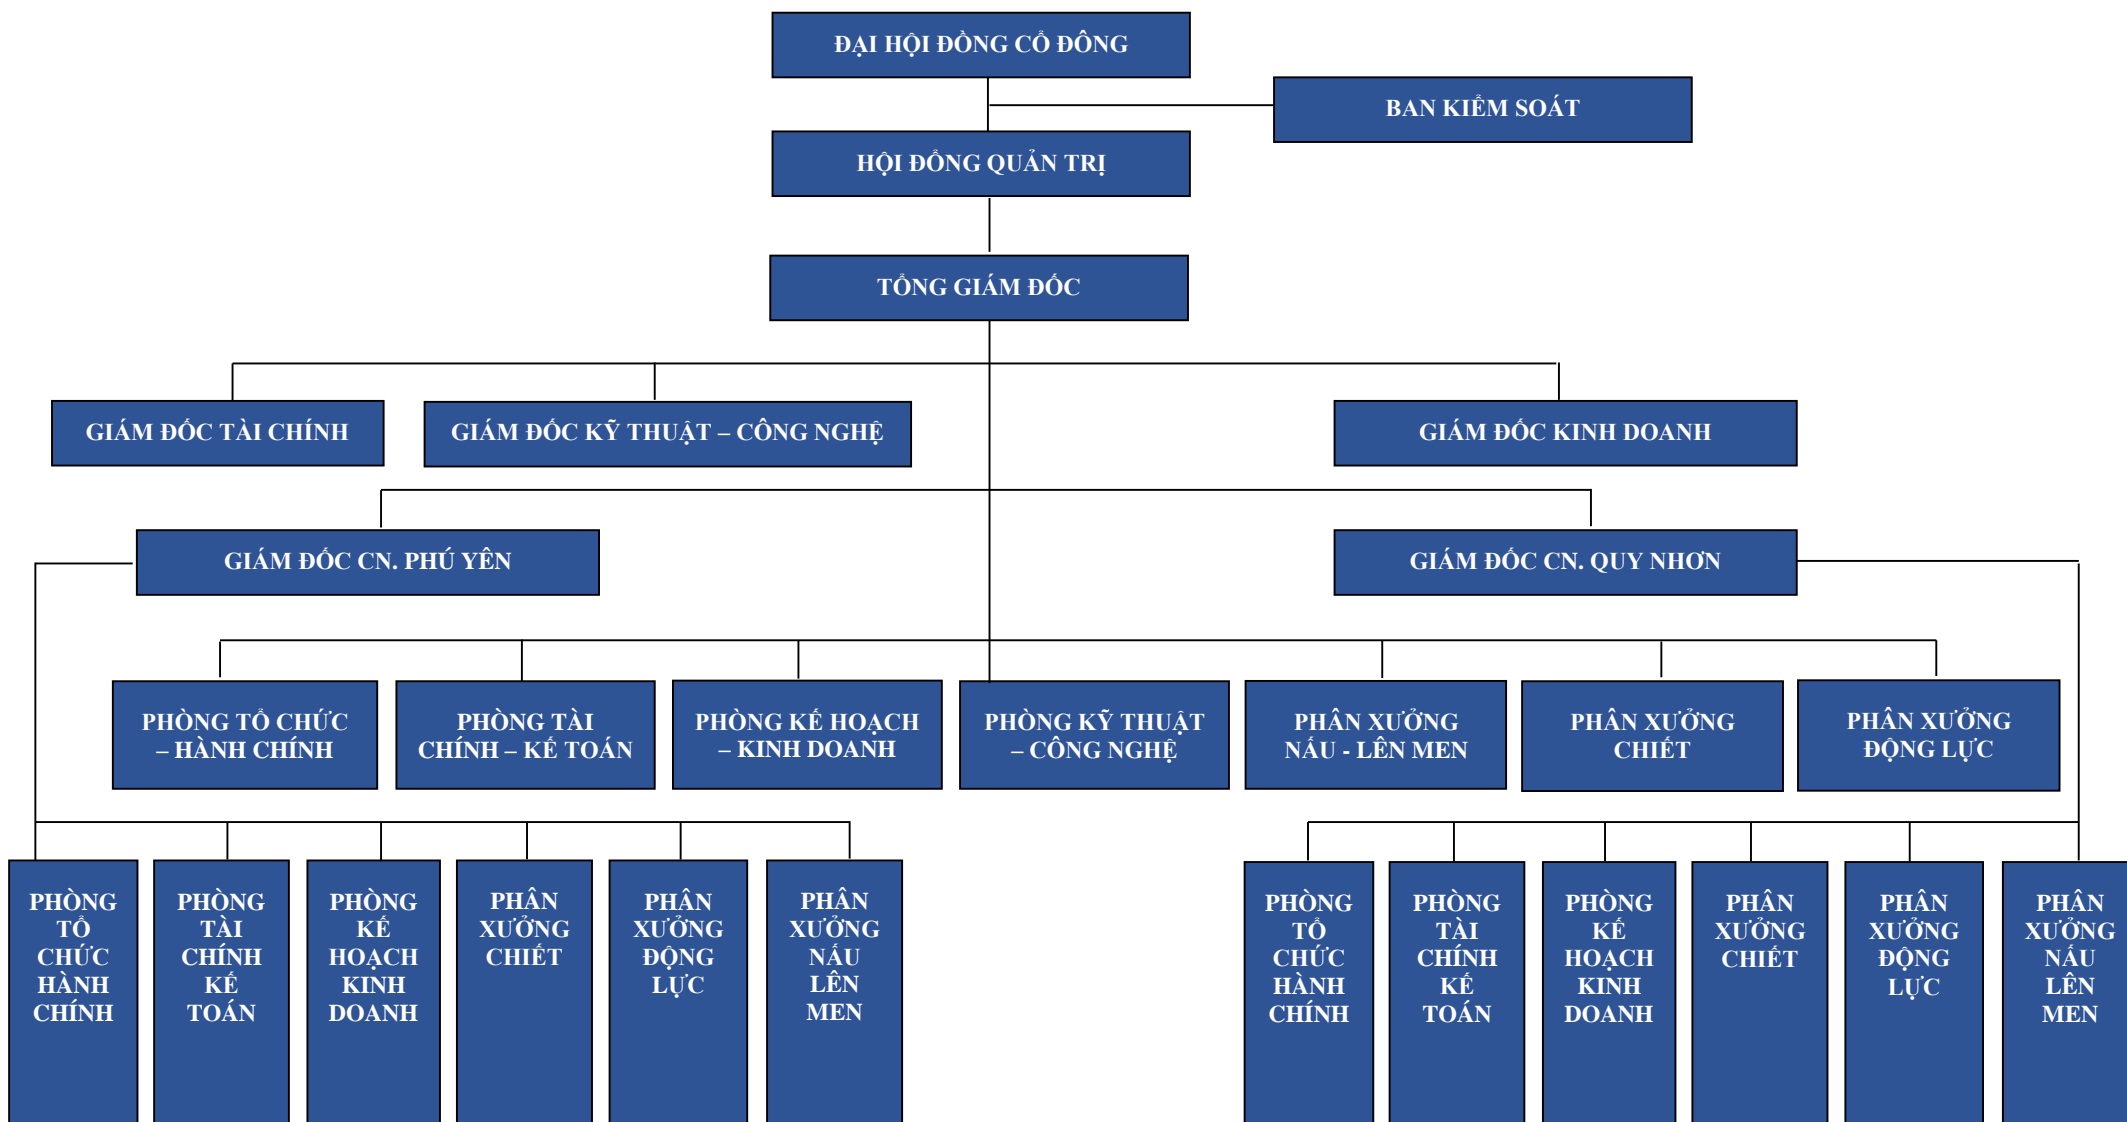 ĐẠI HỘI ĐỒNG CỔ ĐÔNG
BAN KIỂM SOÁT
HỘI ĐỒNG QUẢN TRỊ
TỔNG GIÁM ĐỐC
GIÁM ĐỐC TÀI CHÍNH
GIÁM ĐỐC KỸ THUẬT – CÔNG NGHỆ
GIÁM ĐỐC KINH DOANH
GIÁM ĐỐC CN. PHÚ YÊN
GIÁM ĐỐC CN. QUY NHƠN
PHÒNG TỔ CHỨC
– HÀNH CHÍNH
PHÒNG TÀI
CHÍNH – KẾ TOÁN
PHÒNG KẾ HOẠCH
– KINH DOANH
PHÒNG KỸ THUẬT
– CÔNG NGHỆ
PHÂN XƯỞNG
NẤU - LÊN MEN
PHÂN XƯỞNG
CHIẾT
PHÂN XƯỞNG
ĐỘNG LỰC
PHÒNG
TỔ
CHỨC
HÀNH
CHÍNH
PHÒNG
TÀI
CHÍNH
KẾ
TOÁN
PHÒNG
KẾ
HOẠCH
KINH
DOANH
PHÂN
XƯỞNG
CHIẾT
PHÂN
XƯỞNG
ĐỘNG
LỰC
PHÂN
XƯỞNG
NẤU
LÊN
MEN
PHÒNG
TỔ
CHỨC
HÀNH
CHÍNH
PHÒNG
TÀI
CHÍNH
KẾ
TOÁN
PHÒNG
KẾ
HOẠCH
KINH
DOANH
PHÂN
XƯỞNG
CHIẾT
PHÂN
XƯỞNG
ĐỘNG
LỰC
PHÂN
XƯỞNG
NẤU
LÊN
MEN